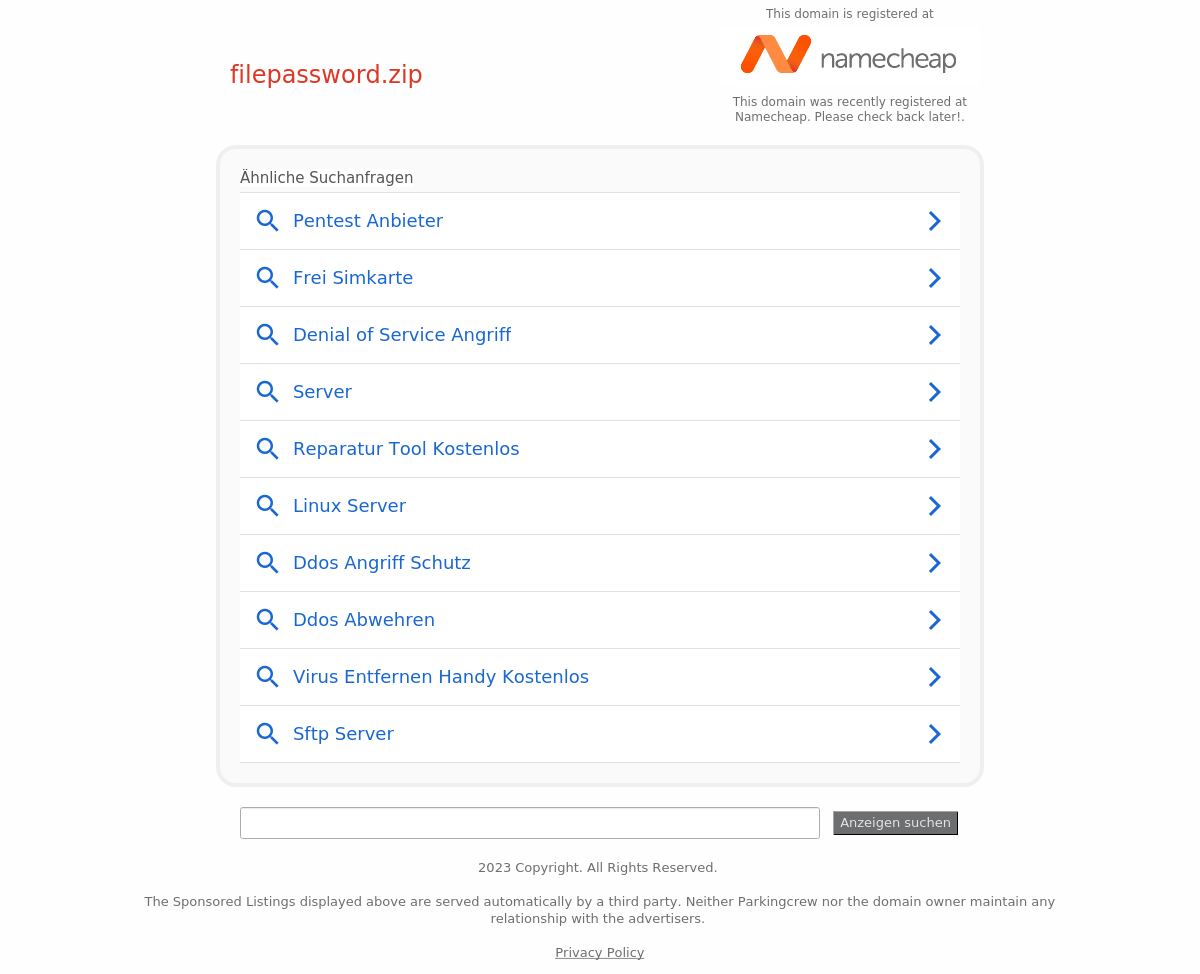 This domain is registered at
namecheap
filepassword.zip
This domain was recently registered at
Namecheap. Please check back later!.
Ähnliche Suchanfragen
Pentest Anbieter
Frei Simkarte
Denial of Service Angriff
Server
Reparatur Tool Kostenlos
Linux Server
Ddos Angriff Schutz
Ddos Abwehren
Virus Entfernen Handy Kostenlos
Sftp Server
Anzeigen suchen
2023 Copyright. All Rights Reserved.
The Sponsored Listings displayed above are served automatically by a third party. Neither Parkingcrew nor the domain owner maintain any
relationship with the advertisers.
Privacy Policy